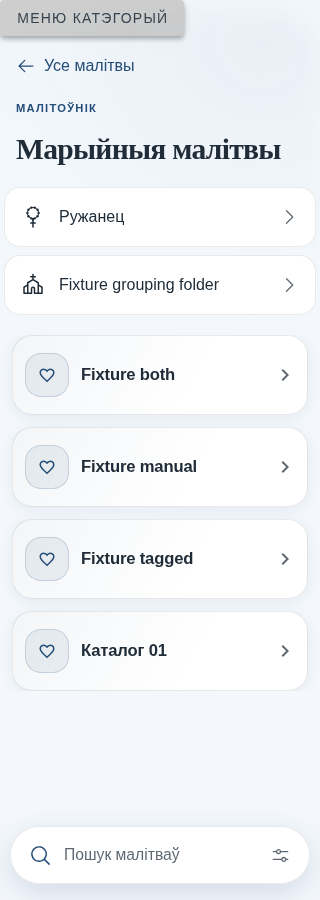 МЕНЮ КАТЭГОРЫЙ
Усе малітвы
МАЛІТОЎНІК
Марыйныя малітвы
Ружанец
Fixture grouping folder
Fixture both
Fixture manual
Fixture tagged
Каталог 01
Пошук малітваў